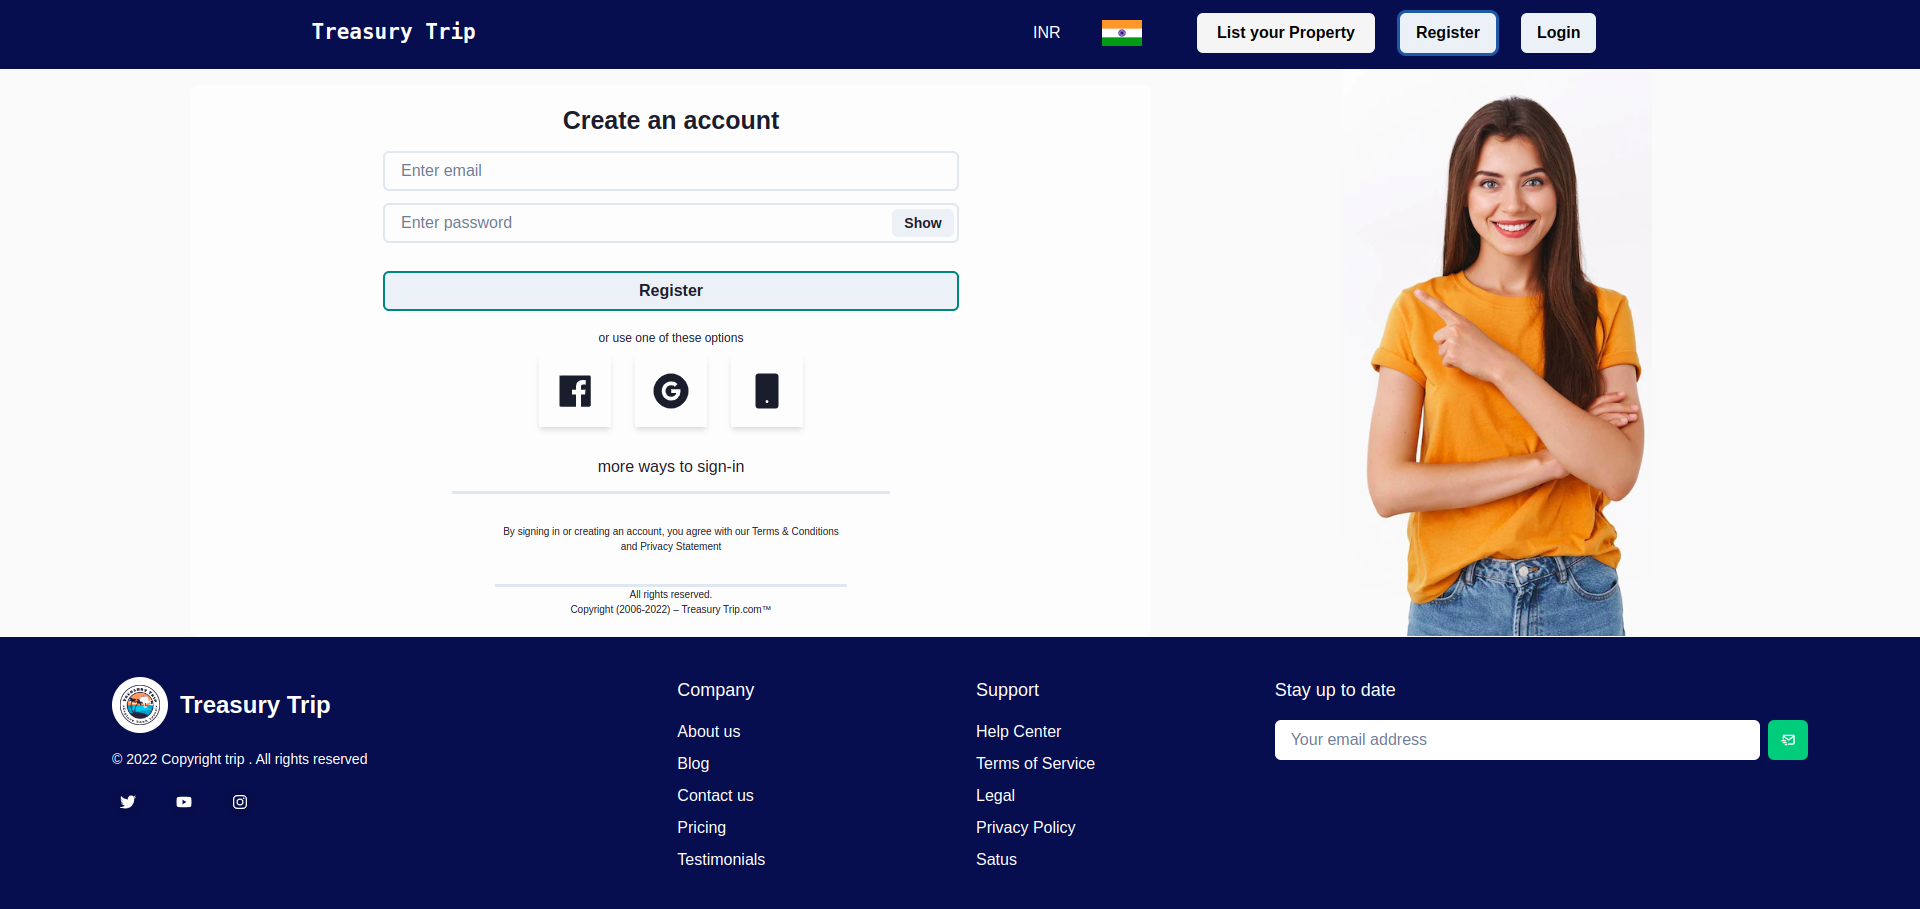 Treasury Trip
INR
List your Property
Register
Login
Create an account
Enter email
Enter password
Show
Register
or use one of these options
more ways to sign-in
By signing in or creating an account, you agree with our Terms & Conditions
and Privacy Statement
All rights reserved.
Copyright (2006-2022) – Treasury Trip.com™
Treasury Trip
© 2022 Copyright trip . All rights reserved
Company
About us
Blog
Contact us
Pricing
Testimonials
Support
Help Center
Terms of Service
Legal
Privacy Policy
Satus
Stay up to date
Your email address